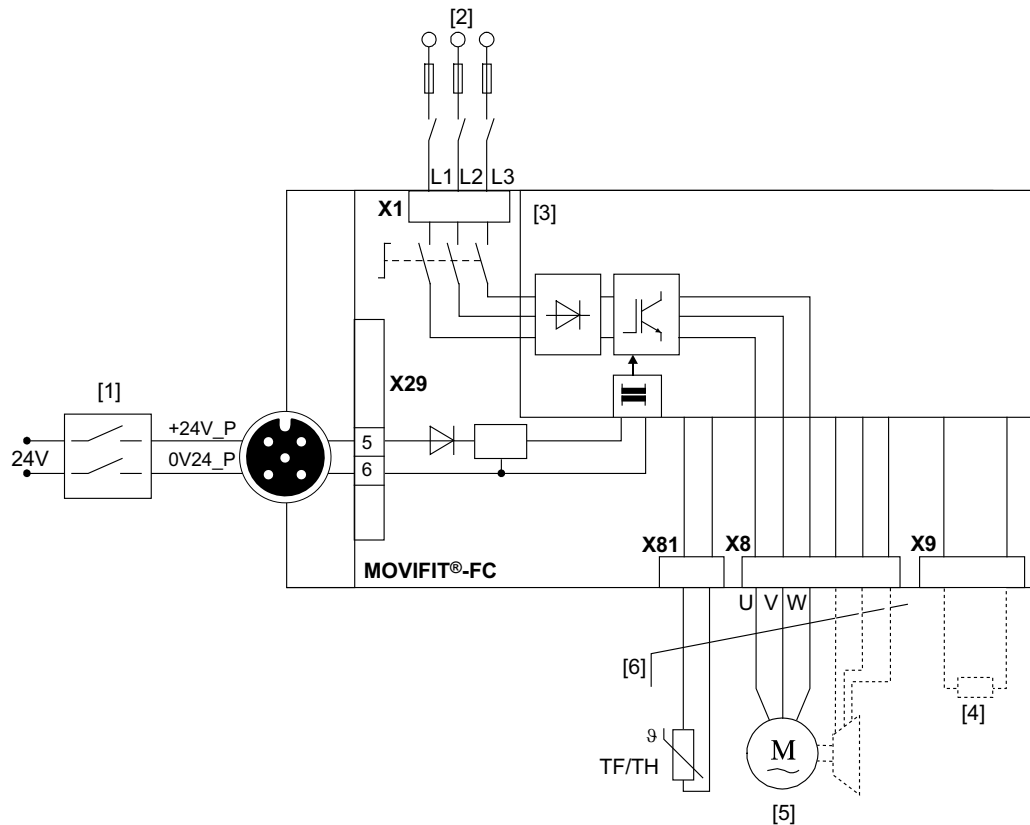 [2]
L1 L2 L3
X1
[3]
X29
[1]
+24V_P
24V
0V24_P
5
6
X81 X8 X9
MOVIFIT®-FC
U V W
[6]
[4]
ϑ
TF/TH
M
~
[5]